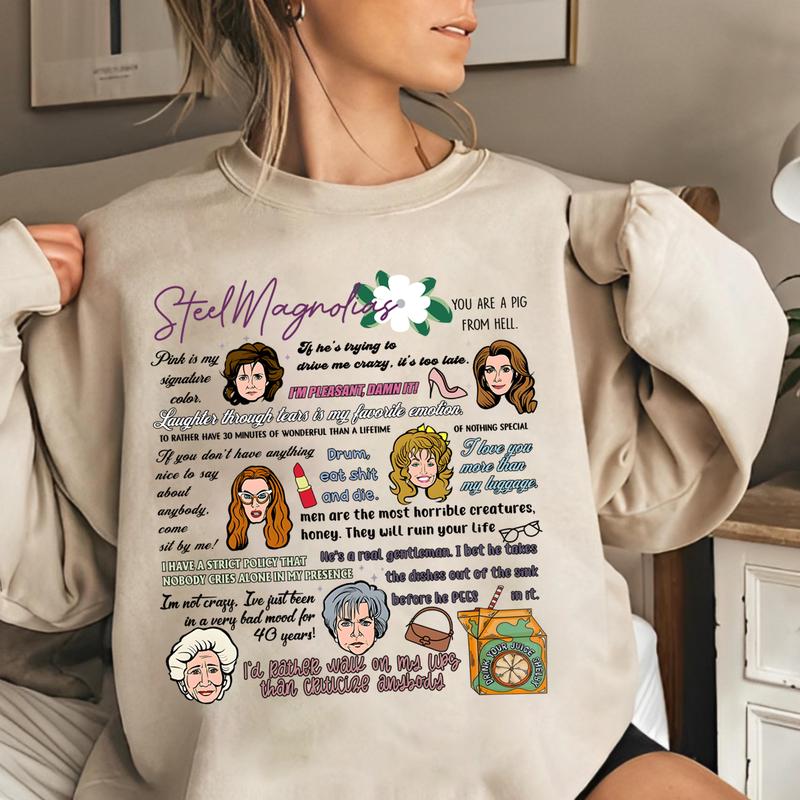 Steel Magnolias
YOU ARE A PIG
FROM HELL.
Pink is my
signature
color.
If he's trying to
drive me crazy, it's too late.
I'M PLEASANT, DAMN IT!
Laughter through tears is my favorite emotion.
TO RATHER HAVE 30 MINUTES OF WONDERFUL THAN A LIFETIME OF NOTHING SPECIAL
If you don't have anything
nice to say
about
anybody,
come
sit by me!
Drum,
eat shit
and die.
I love you
more than
my luggage.
men are the most horrible creatures,
honey. They will ruin your life
He's a real gentleman. I bet he takes
the dishes out of the sink
before he PEES in it.
I HAVE A STRICT POLICY THAT
NOBODY CRIES ALONE IN MY PRESENCE
Im not crazy, Ive just been
in a very bad mood for
40 years!
I'd rather walk on my lips
than criticize anybody
DRINK YOUR JUICE SHELBY